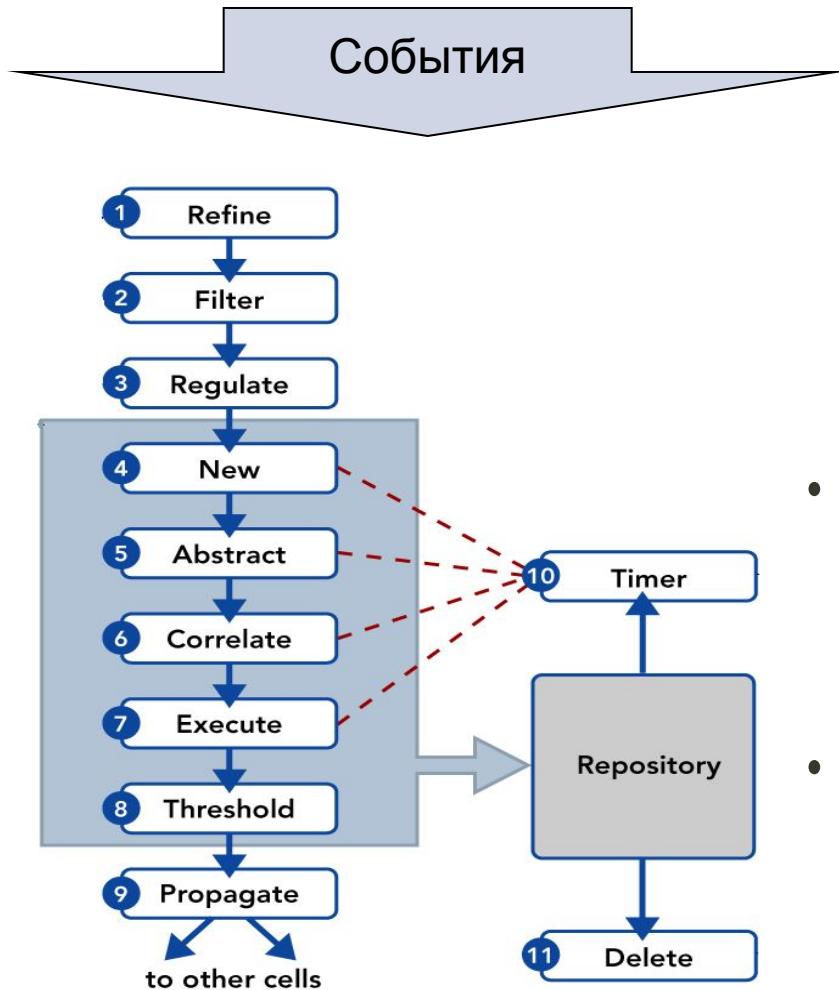 События
1 Refine
2 Filter
3 Regulate
4 New
5 Abstract
6 Correlate
7 Execute
8 Threshold
9 Propagate
to other cells
10 Timer
Repository
11 Delete